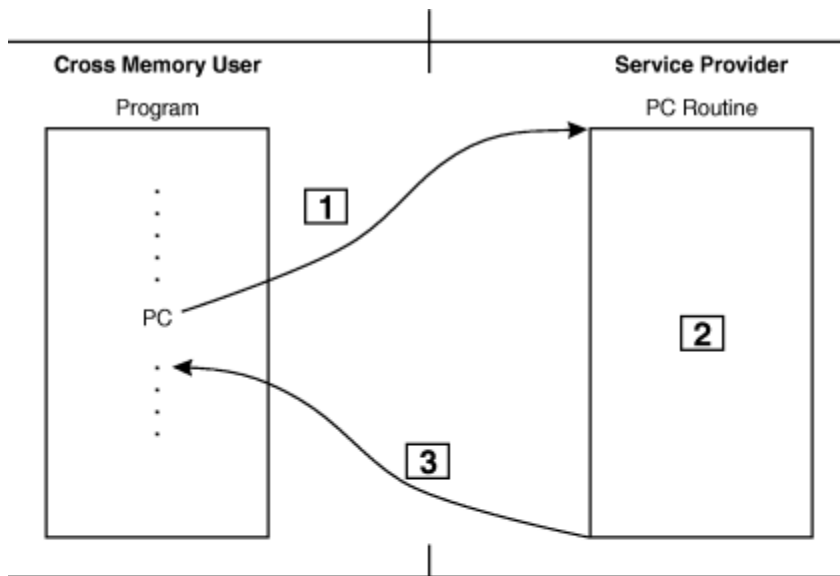 Cross Memory User
Service Provider
Program
PC Routine
1
PC
2
3